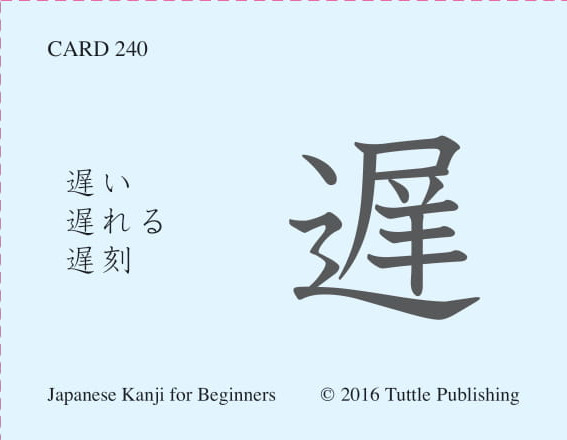 CARD 240
遅い
遅れる
遅刻
遅
Japanese Kanji for Beginners
© 2016 Tuttle Publishing